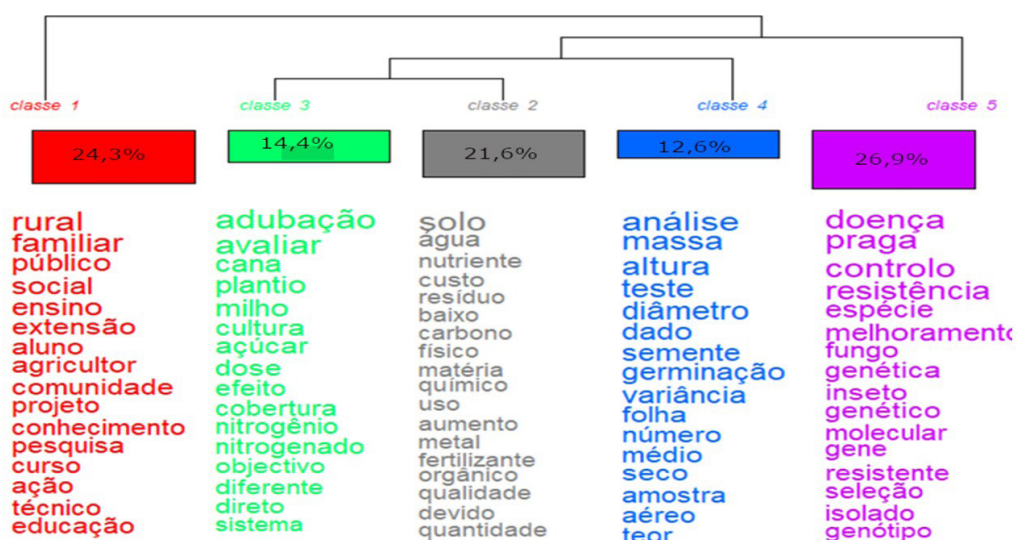 classe 1
classe 3
classe 2
classe 4
classe 5
24,3%
14,4%
21,6%
12,6%
26,9%
rural
familiar
público
social
ensino
extensão
aluno
agricultor
comunidade
projeto
conhecimento
pesquisa
curso
ação
técnico
educação
adubação
avaliar
cana
plantio
milho
cultura
açúcar
dose
efeito
cobertura
nitrogênio
nitrogenado
objectivo
diferente
direto
sistema
solo
água
nutriente
custo
resíduo
baixo
carbono
físico
matéria
químico
uso
aumento
metal
fertilizante
orgânico
qualidade
devido
quantidade
análise
massa
altura
teste
diâmetro
dado
semente
germinação
variância
folha
número
médio
seco
amostra
aéreo
teor
doença
praga
controlo
resistência
espécie
melhoramento
fungo
genética
inseto
genético
molecular
gene
resistente
seleção
isolado
genótipo